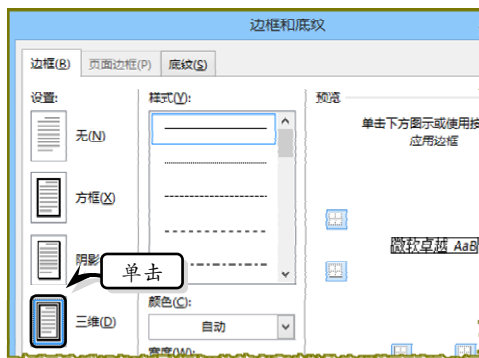 边框和底纹
边框(B) 页面边框(P) 底纹(S)
设置:
无(N)
方框(X)
阴影
三维(D)
单击
样式(Y):
颜色(C):
自动
宽度(W):
预览
单击下方图示或使用按
应用边框
微软卓越 AaB